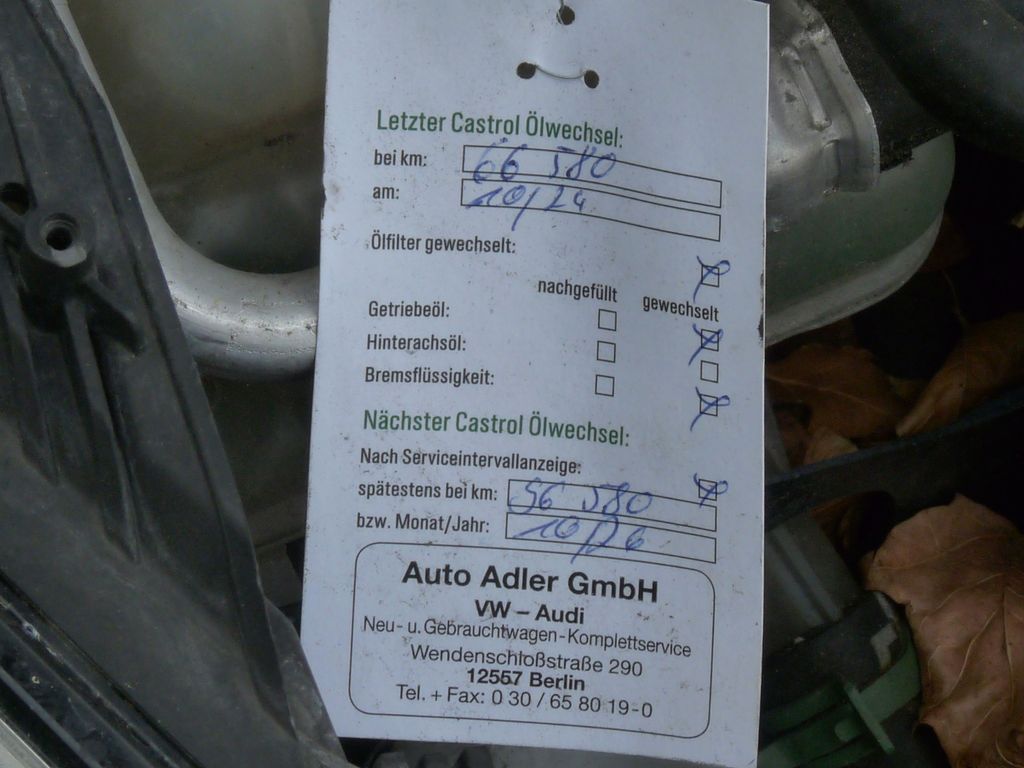 Letzter Castrol Ölwechsel:
bei km: 66 580
am: 10/24
Ölfilter gewechselt:
nachgefüllt gewechselt
Getriebeöl:
Hinterachsöl:
Bremsflüssigkeit:
Nächster Castrol Ölwechsel:
Nach Serviceintervallanzeige:
spätestens bei km: 96 580
bzw. Monat/Jahr: 10/26
Auto Adler GmbH
VW – Audi
Neu- u. Gebrauchtwagen-Komplettservice
Wendenschloßstraße 290
12567 Berlin
Tel. + Fax: 0 30 / 65 80 19-0